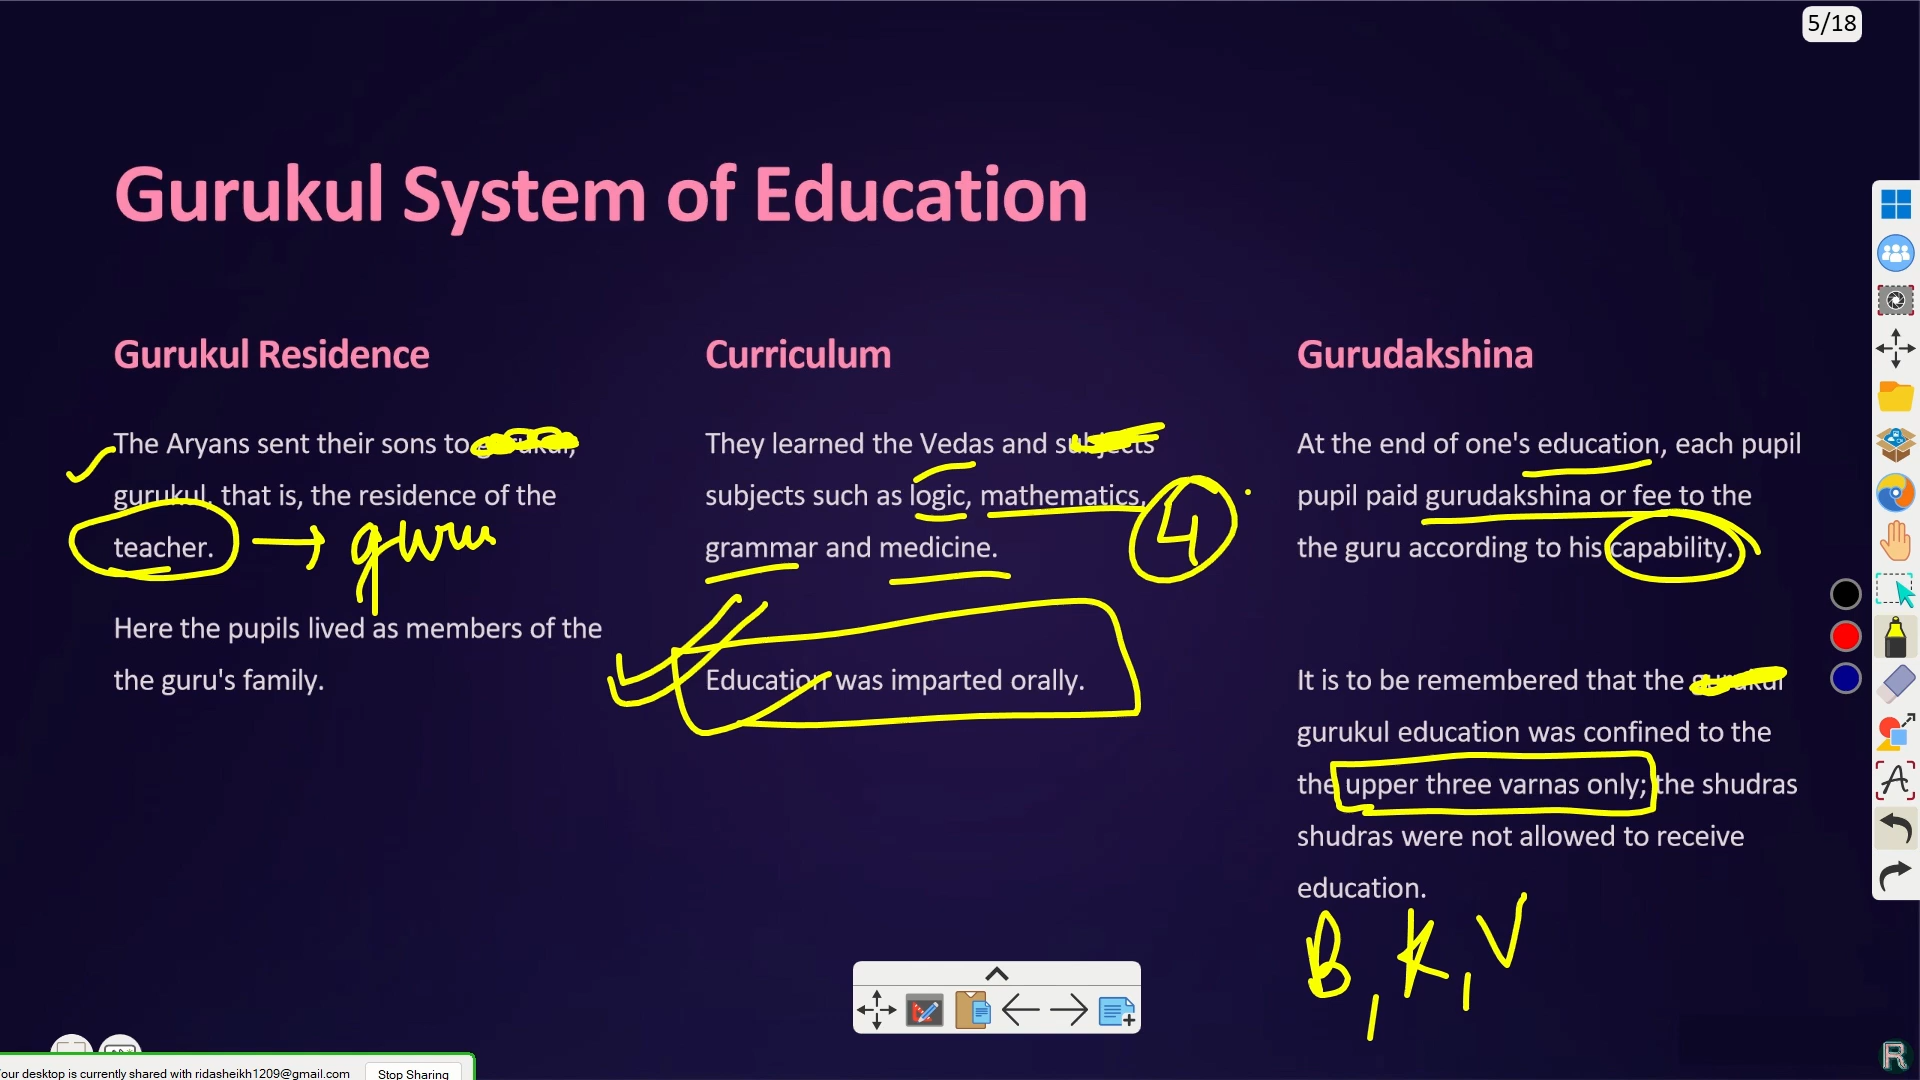 5/18
Gurukul System of Education
Gurukul Residence
The Aryans sent their sons to gurukul,
gurukul, that is, the residence of the
teacher. → guru
Here the pupils lived as members of the
the guru's family.
Curriculum
They learned the Vedas and subjects
subjects such as logic, mathematics,
grammar and medicine.
4
Education was imparted orally.
Gurudakshina
At the end of one's education, each pupil
pupil paid gurudakshina or fee to the
the guru according to his capability.
It is to be remembered that the gurukul
gurukul education was confined to the
the upper three varnas only; the shudras
shudras were not allowed to receive
education.
B, K, V
our desktop is currently shared with ridasheikh1209@gmail.com
Stop Sharing
A
R